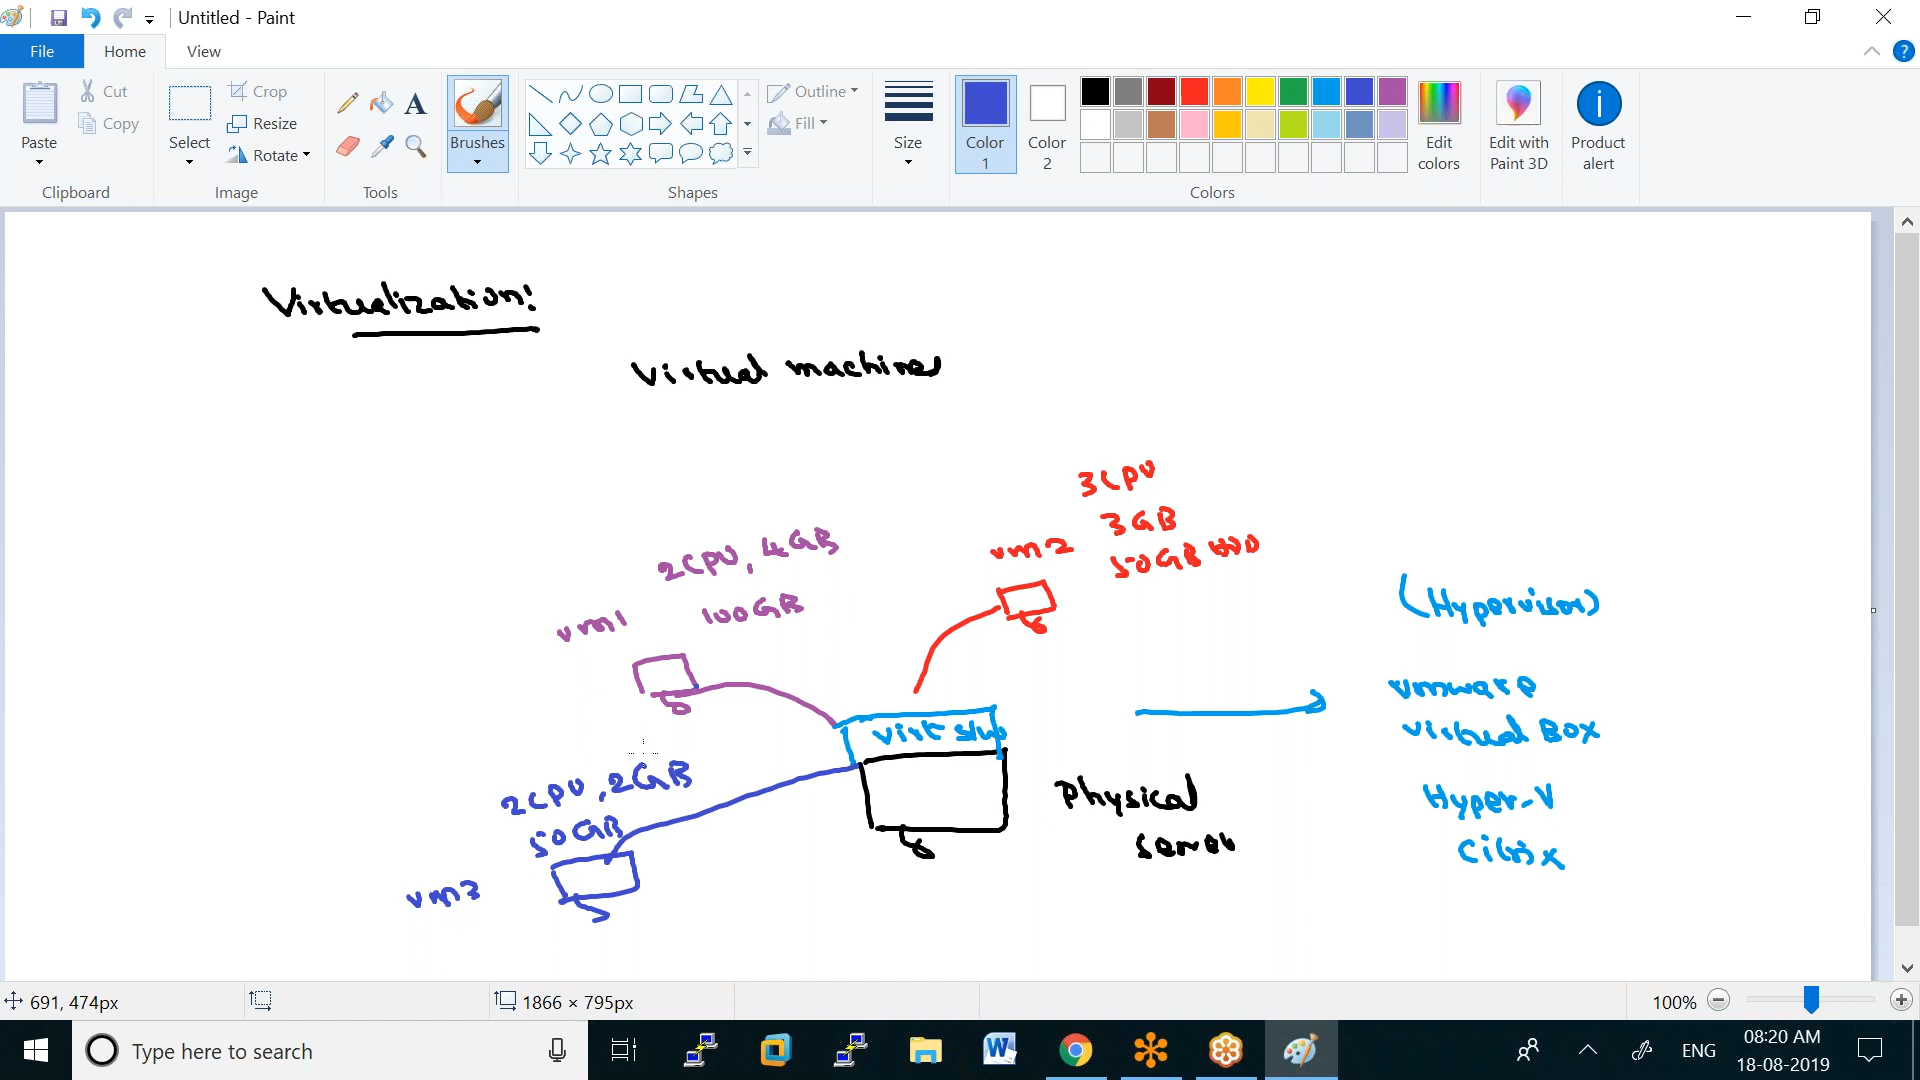 Untitled - Paint
File
Home
View
Paste
Cut
Copy
Clipboard
Select
Crop
Resize
Rotate
Image
Tools
Brushes
Shapes
Outline
Fill
Size
Color 1
Color 2
Colors
Edit colors
Edit with Paint 3D
Product alert
Virtualization:
Virtual machines
3CPU
3GB
50GB HDD
vm2
2CPU, 4GB
100GB
vm1
(Hypervisor)
vmware
virtual Box
Hyper-V
Citrix
virt s/w
Physical
server
2CPU, 2GB
50GB
vm3
691, 474px
1866 × 795px
100%
Type here to search
ENG
08:20 AM
18-08-2019